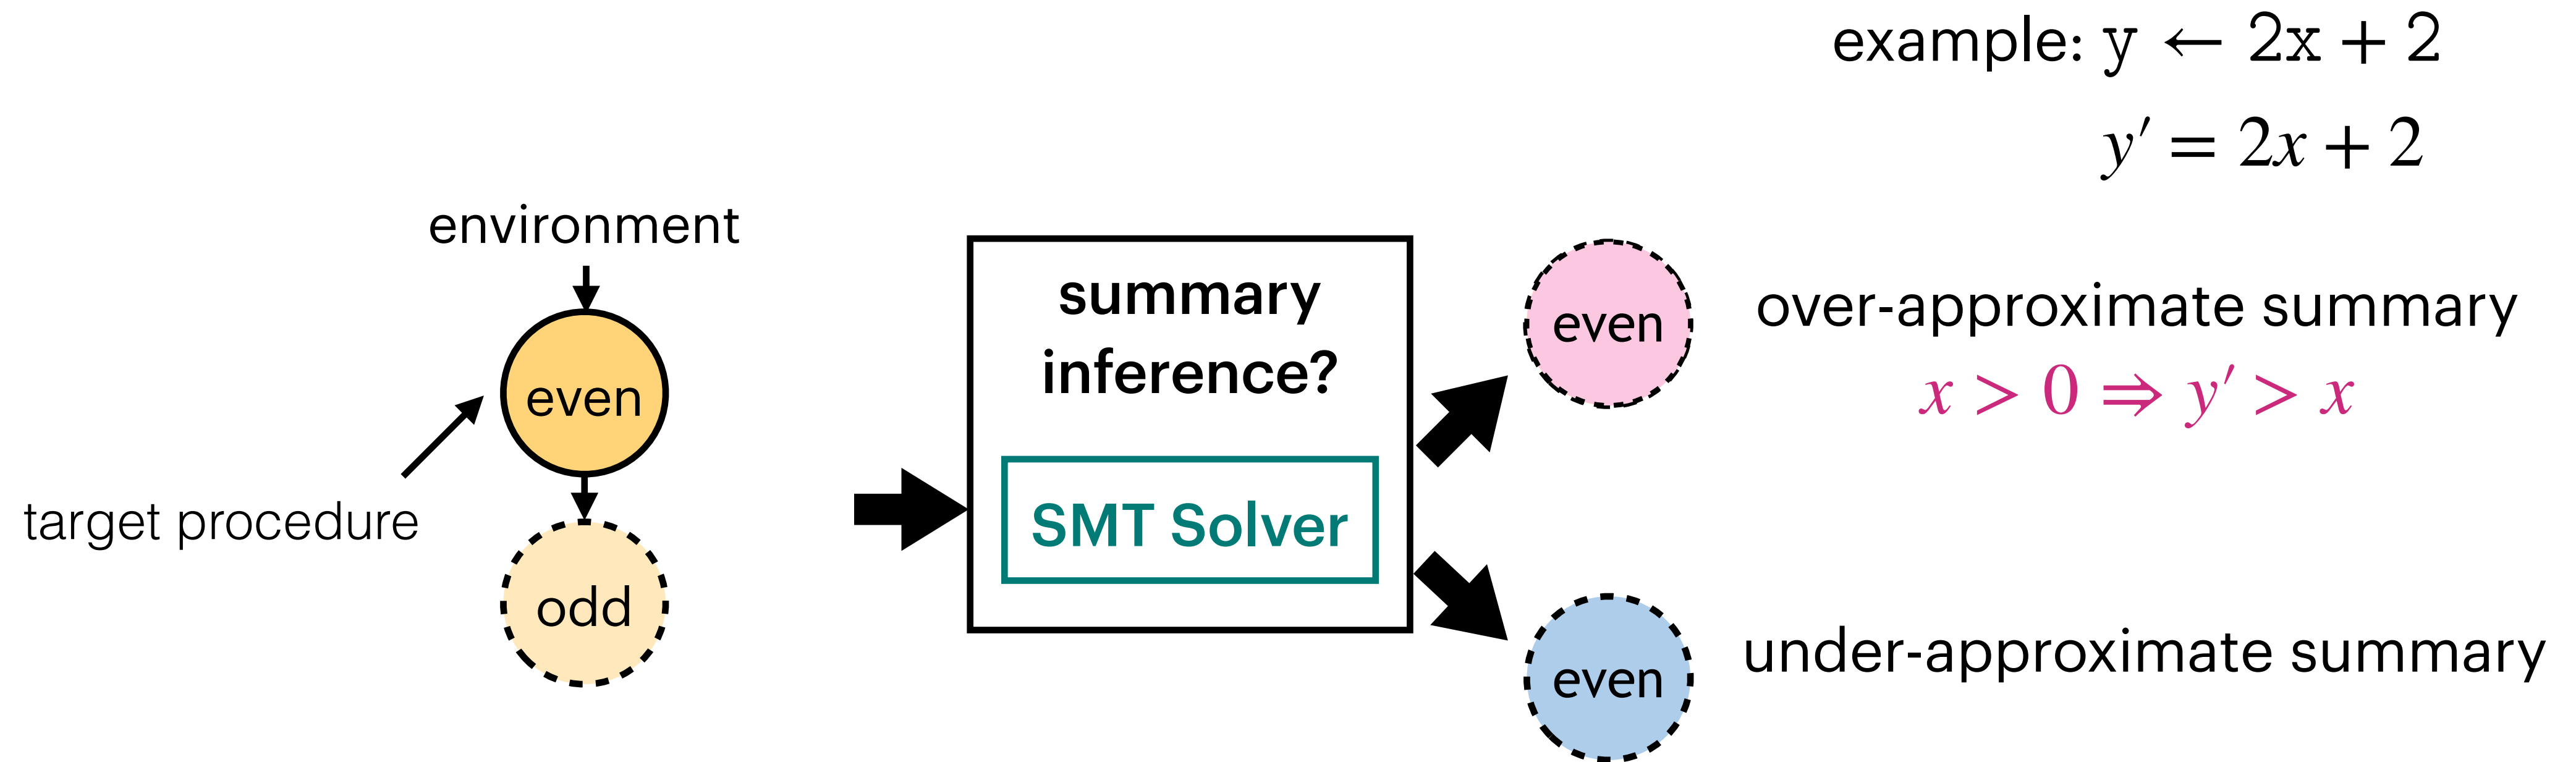 example: y ← 2x + 2
y′ = 2x + 2
environment
even
target procedure
odd
summary
inference?
SMT Solver
even
over-approximate summary
x > 0 ⇒ y′ > x
even
under-approximate summary